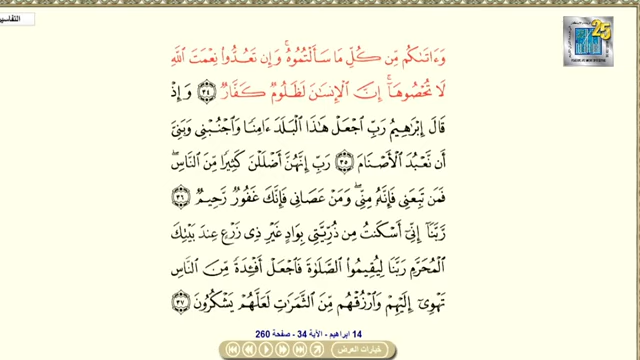 التفاسير
25
وَءَاتَىٰكُم مِّن كُلِّ مَا سَأَلْتُمُوهُ ۚ وَإِن تَعُدُّوا۟ نِعْمَتَ ٱللَّهِ
لَا تُحْصُوهَآ ۗ إِنَّ ٱلْإِنسَٰنَ لَظَلُومٌ كَفَّارٌ ٣٤ وَإِذْ
قَالَ إِبْرَٰهِيمُ رَبِّ ٱجْعَلْ هَٰذَا ٱلْبَلَدَ ءَامِنًا وَٱجْنُبْنِى وَبَنِىَّ
أَن نَّعْبُدَ ٱلْأَصْنَامَ ٣٥ رَبِّ إِنَّهُنَّ أَضْلَلْنَ كَثِيرًا مِّنَ ٱلنَّاسِ ۖ
فَمَن تَبِعَنِى فَإِنَّهُۥ مِنِّى ۖ وَمَنْ عَصَانِى فَإِنَّكَ غَفُورٌ رَّحِيمٌ ٣٦
رَّبَّنَآ إِنِّىٓ أَسْكَنتُ مِن ذُرِّيَّتِى بِوَادٍ غَيْرِ ذِى زَرْعٍ عِندَ بَيْتِكَ
ٱلْمُحَرَّمِ رَبَّنَا لِيُقِيمُوا۟ ٱلصَّلَوٰةَ فَٱجْعَلْ أَفْـِٔدَةً مِّنَ ٱلنَّاسِ
تَهْوِىٓ إِلَيْهِمْ وَٱرْزُقْهُم مِّنَ ٱلثَّمَرَٰتِ لَعَلَّهُمْ يَشْكُرُونَ ٣٧
14 ابراهيم - الآية 34 - صفحة 260
خيارات العرض